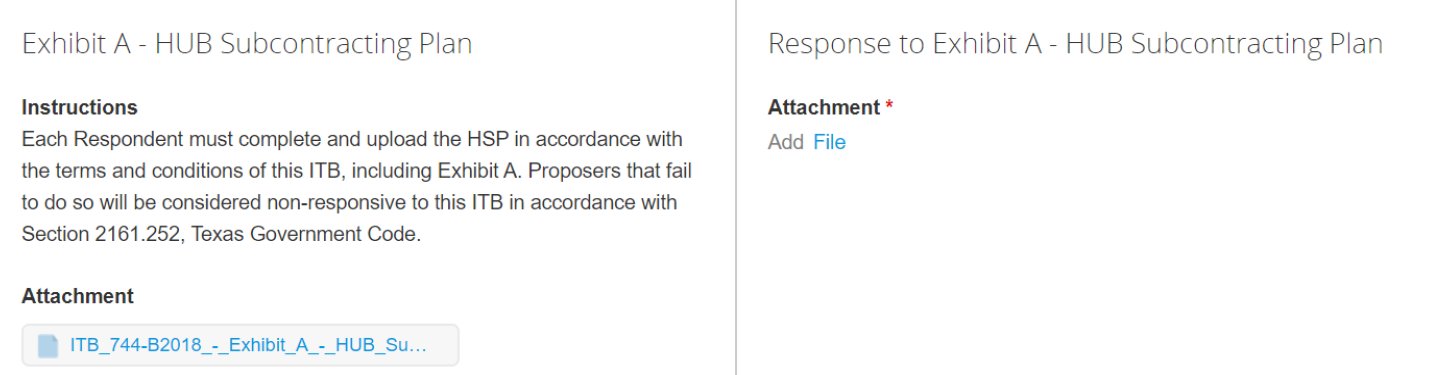 Exhibit A - HUB Subcontracting Plan
Instructions
Each Respondent must complete and upload the HSP in accordance with
the terms and conditions of this ITB, including Exhibit A. Proposers that fail
to do so will be considered non-responsive to this ITB in accordance with
Section 2161.252, Texas Government Code.
Attachment
ITB_744-B2018_-_Exhibit_A_-_HUB_Su...
Response to Exhibit A - HUB Subcontracting Plan
Attachment *
Add File